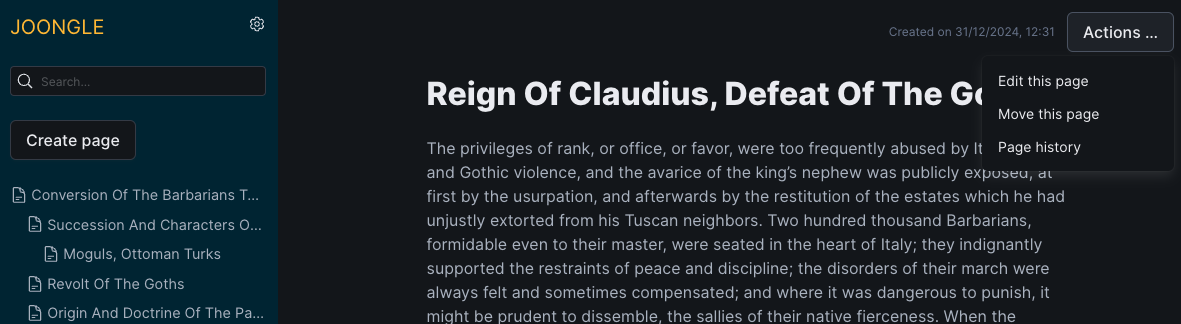 JOONGLE
Search...
Create page
Conversion Of The Barbarians T...
Succession And Characters O...
Moguls, Ottoman Turks
Revolt Of The Goths
Origin And Doctrine Of The Pa...
Created on 31/12/2024, 12:31
Actions ...
Edit this page
Move this page
Page history
Reign Of Claudius, Defeat Of The
The privileges of rank, or office, or favor, were too frequently abused by
and Gothic violence, and the avarice of the king's nephew was publicly exposed, at
first by the usurpation, and afterwards by the restitution of the estates which he had
unjustly extorted from his Tuscan neighbors. Two hundred thousand Barbarians,
formidable even to their master, were seated in the heart of Italy; they indignantly
supported the restraints of peace and discipline; the disorders of their march were
always felt and sometimes compensated; and where it was dangerous to punish, it
might be prudent to dissemble, the sallies of their native fierceness. When the